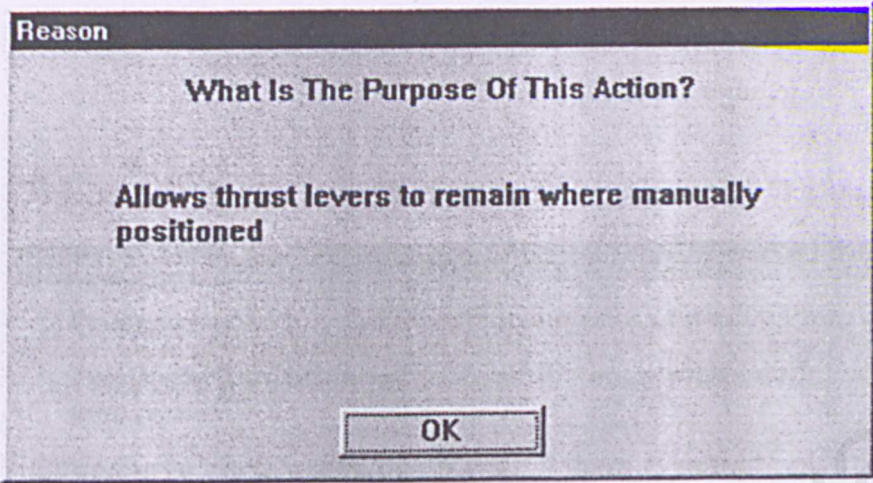 Reason
What Is The Purpose Of This Action?
Allows thrust levers to remain where manually
positioned
OK